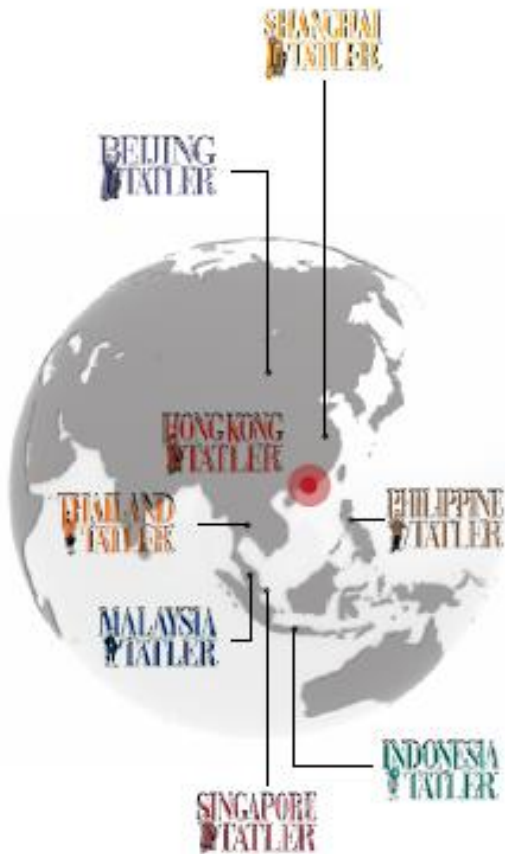 SHANGHAI
TATLER
BEIJING
TATLER
HONG KONG
TATLER
THAILAND
TATLER
PHILIPPINE
TATLER
MALAYSIA
TATLER
INDONESIA
TATLER
SINGAPORE
TATLER